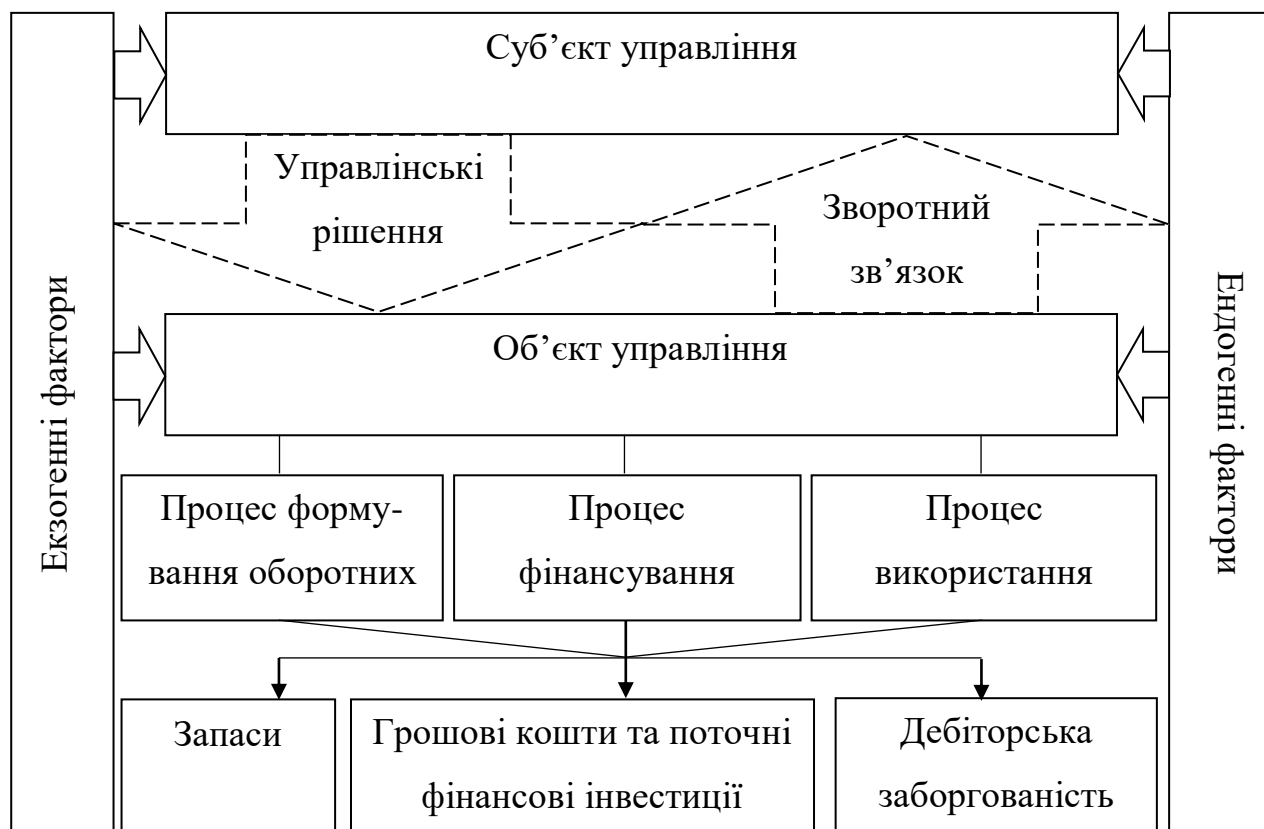 Суб’єкт управління
Управлінські
рішення
Зворотний
зв’язок
Екзогенні фактори
Ендогенні фактори
Об’єкт управління
Процес форму-
вання оборотних
Процес
фінансування
Процес
використання
Запаси
Грошові кошти та поточні
фінансові інвестиції
Дебіторська
заборгованість